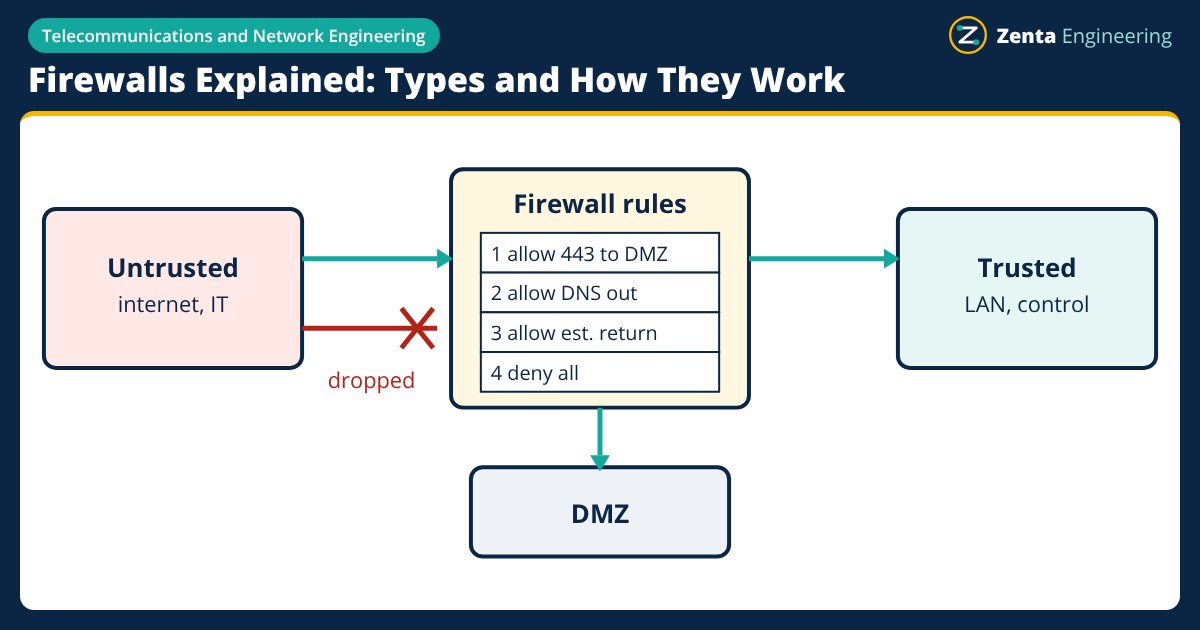 Telecommunications and Network Engineering
Zenta Engineering
Firewalls Explained: Types and How They Work
Untrusted
internet, IT
dropped
Firewall rules
1 allow 443 to DMZ
2 allow DNS out
3 allow est. return
4 deny all
Trusted
LAN, control
DMZ